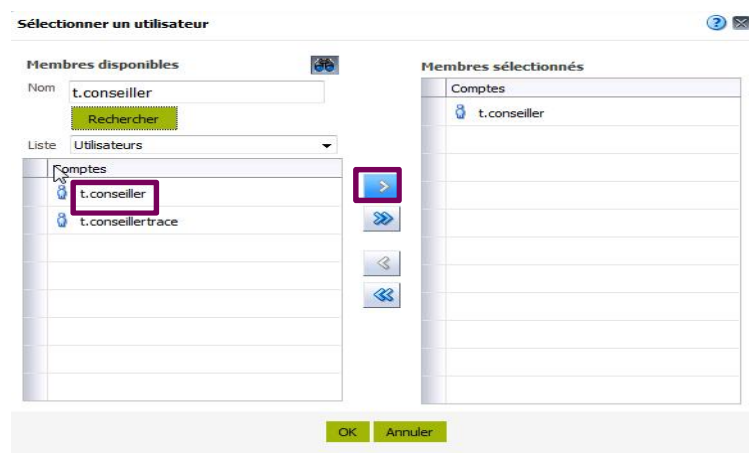 Sélectionner un utilisateur
Membres disponibles
Nom t.conseiller
Rechercher
Liste Utilisateurs
Comptes
t.conseiller
t.conseillertrace
Membres sélectionnés
Comptes
t.conseiller
OK Annuler